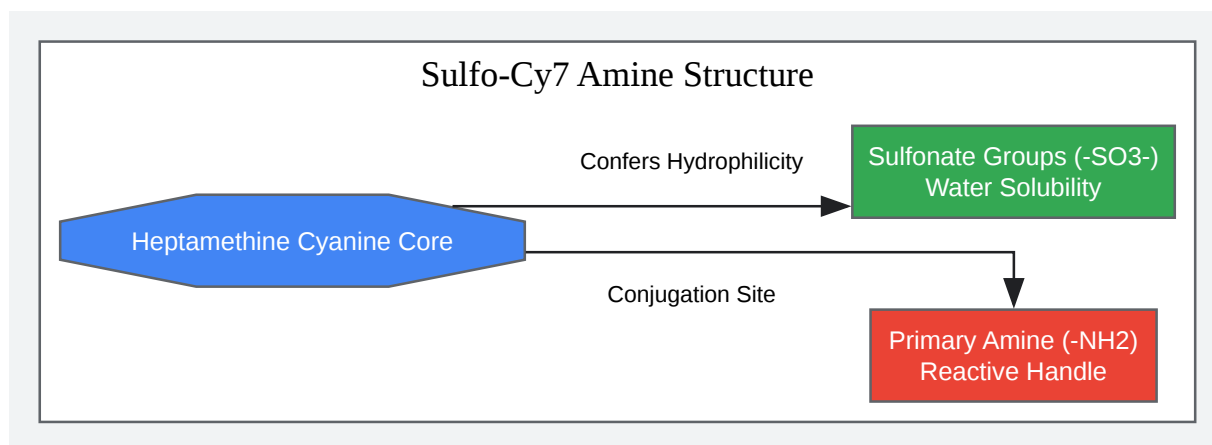 Sulfo-Cy7 Amine Structure
Confers Hydrophilicity
Sulfonate Groups (-SO3-)
Water Solubility
Heptamethine Cyanine Core
Conjugation Site
Primary Amine (-NH2)
Reactive Handle